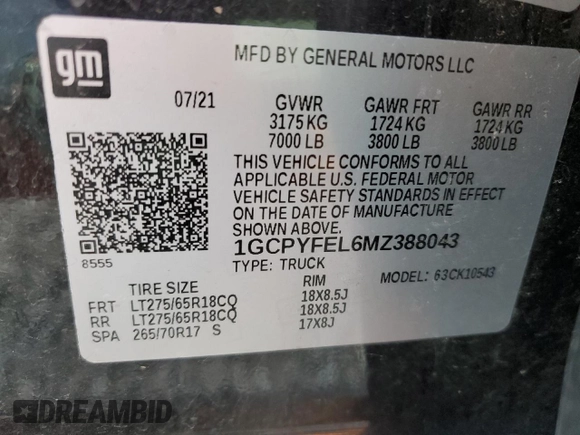 gm
MFD BY GENERAL MOTORS LLC
07/21 GVWR GAWR FRT GAWR RR
3175 KG 1724 KG 1724 KG
7000 LB 3800 LB 3800 LB
THIS VEHICLE CONFORMS TO ALL
APPLICABLE U.S. FEDERAL MOTOR
VEHICLE SAFETY STANDARDS IN EFFECT
ON THE DATE OF MANUFACTURE
SHOWN ABOVE.
1GCPYFEL6MZ388043
8555
TYPE: TRUCK MODEL: 63CK10543
TIRE SIZE RIM
FRT LT275/65R18CQ 18X8.5J
RR LT275/65R18CQ 18X8.5J
SPA 265/70R17 S 17X8J
DREAMBID